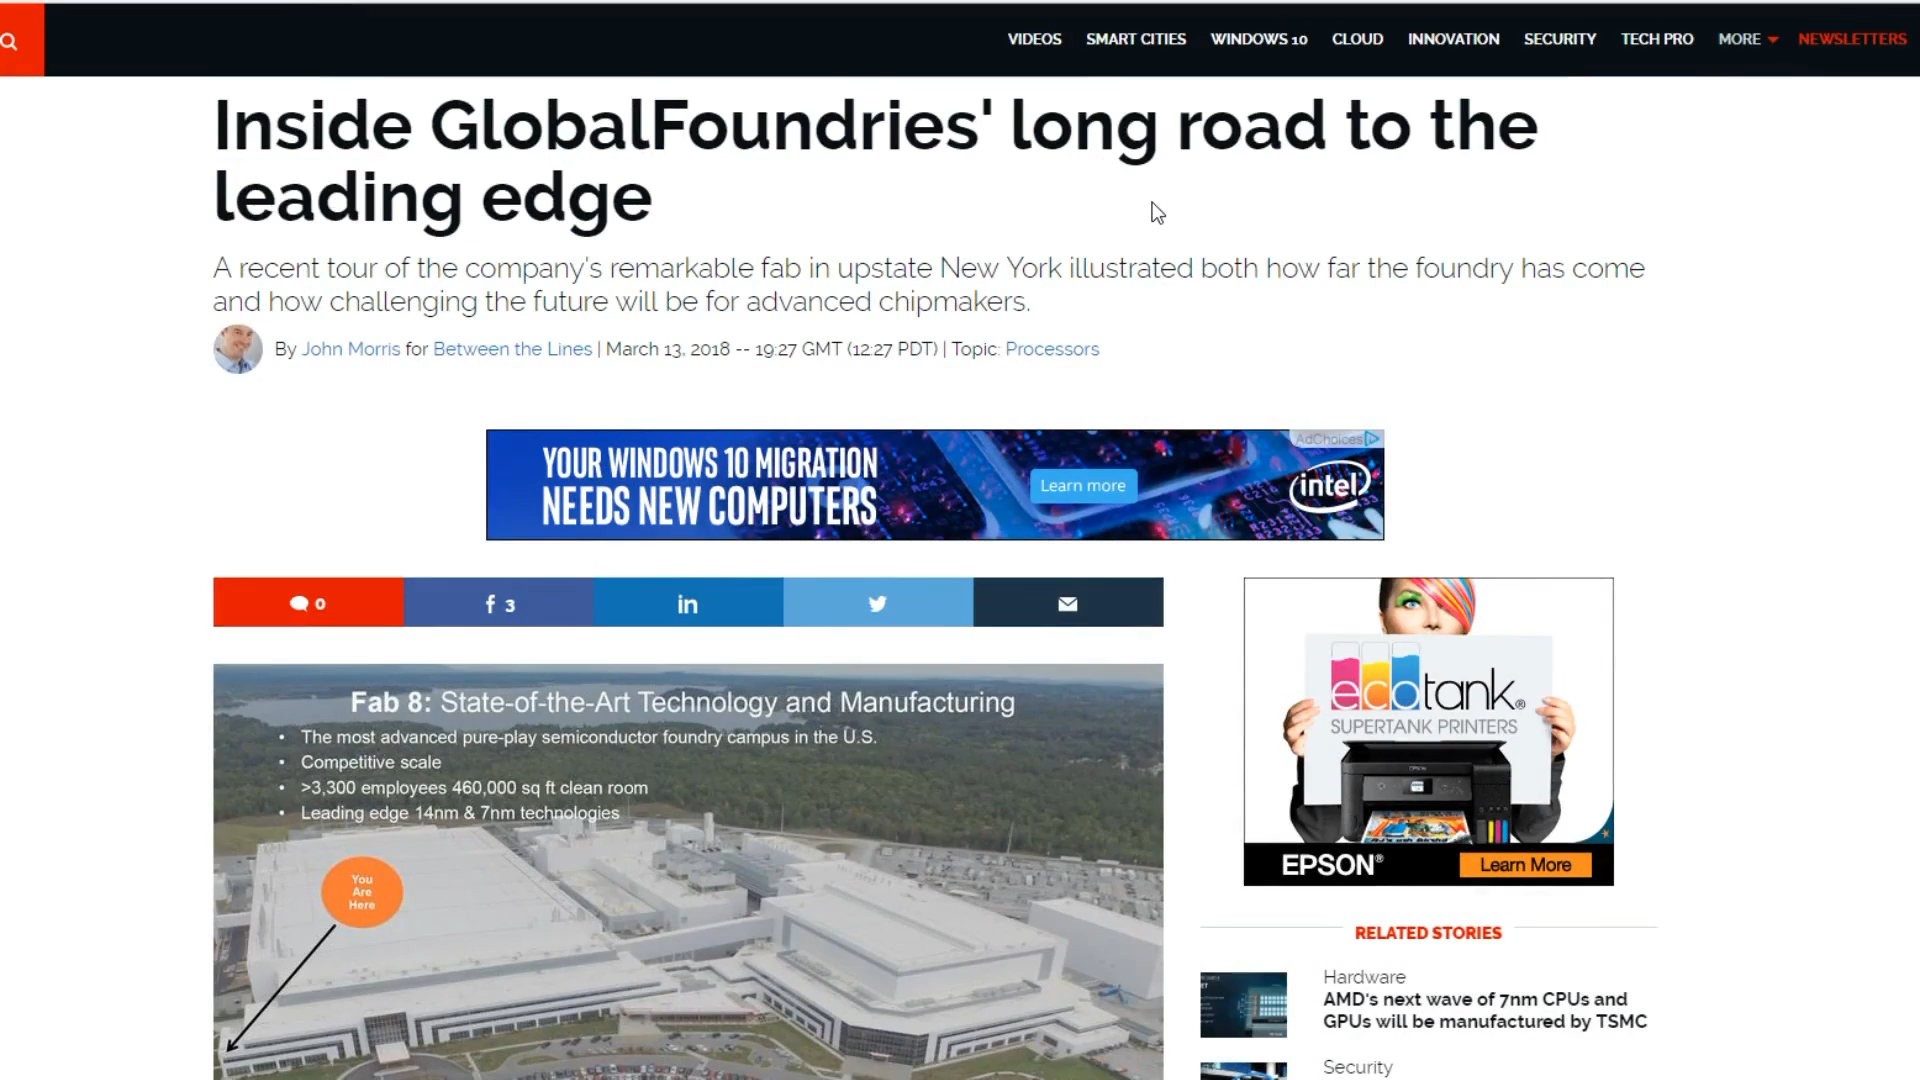 VIDEOS SMART CITIES WINDOWS 10 CLOUD INNOVATION SECURITY TECH PRO MORE NEWSLETTERS
Inside GlobalFoundries' long road to the
leading edge
A recent tour of the company's remarkable fab in upstate New York illustrated both how far the foundry has come
and how challenging the future will be for advanced chipmakers.
By John Morris for Between the Lines | March 13, 2018 -- 19:27 GMT (12:27 PDT) | Topic: Processors
AdChoices
YOUR WINDOWS 10 MIGRATION
NEEDS NEW COMPUTERS
Learn more
intel
0
f 3
in
Fab 8: State-of-the-Art Technology and Manufacturing
• The most advanced pure-play semiconductor foundry campus in the U.S.
• Competitive scale
• >3,300 employees 460,000 sq ft clean room
• Leading edge 14nm & 7nm technologies
You
Are
Here
ecotank®
SUPERTANK PRINTERS
EPSON
EPSON®
Learn More
RELATED STORIES
Hardware
AMD's next wave of 7nm CPUs and
GPUs will be manufactured by TSMC
Security